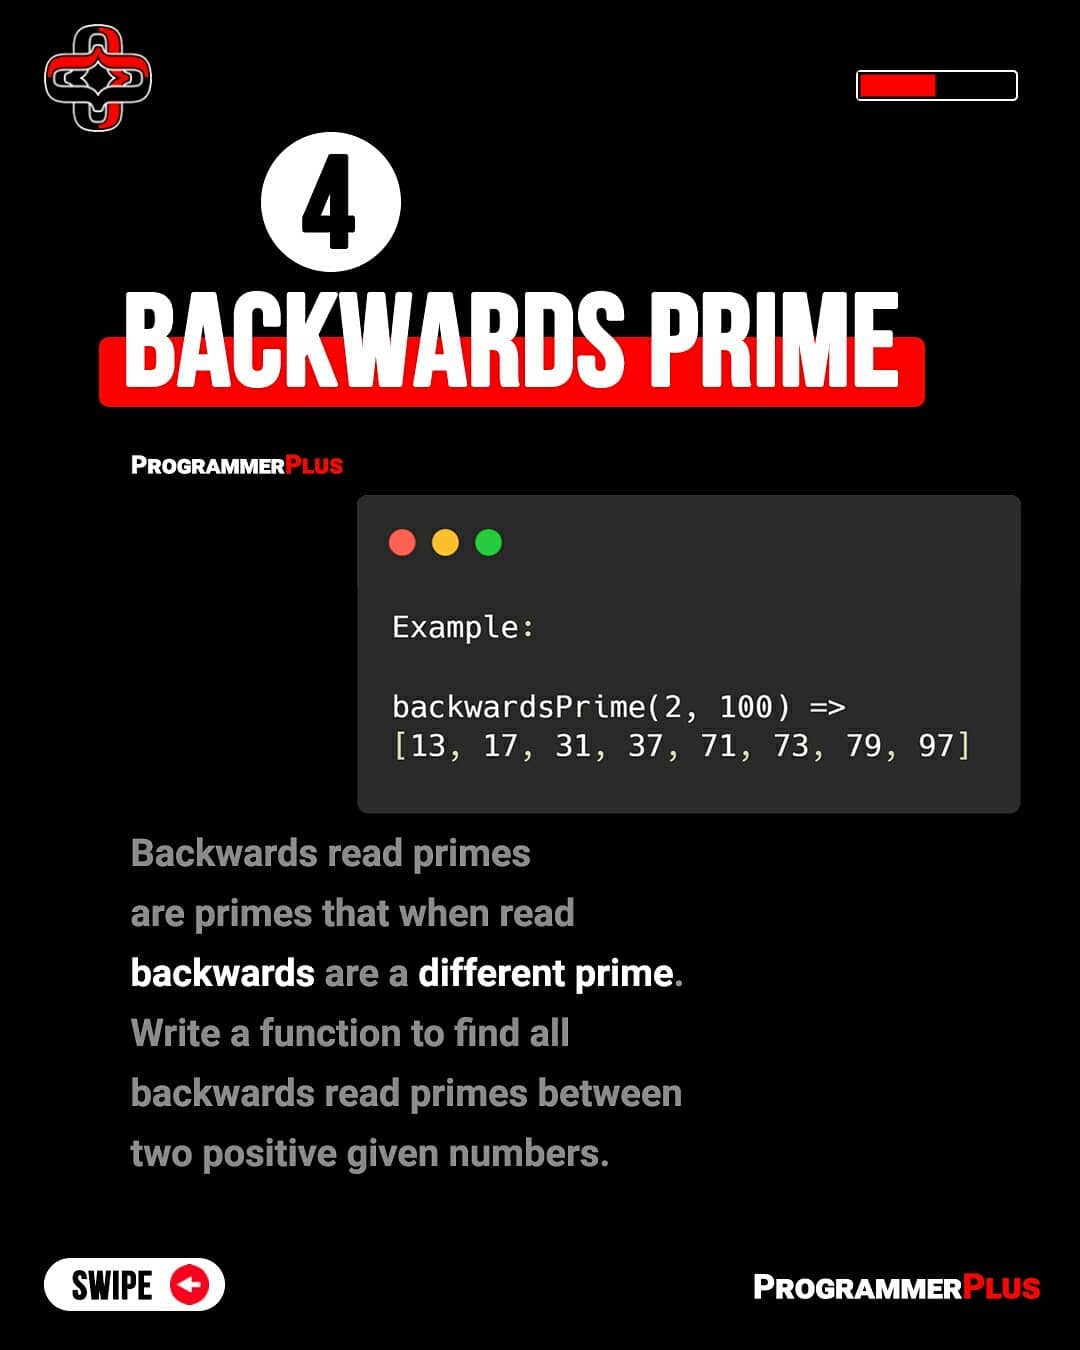 4
BACKWARDS PRIME
PROGRAMMERPLUS
Example:
backwardsPrime(2, 100) =>
[13, 17, 31, 37, 71, 73, 79, 97]
Backwards read primes
are primes that when read
backwards are a different prime.
Write a function to find all
backwards read primes between
two positive given numbers.
SWIPE
PROGRAMMERPLUS